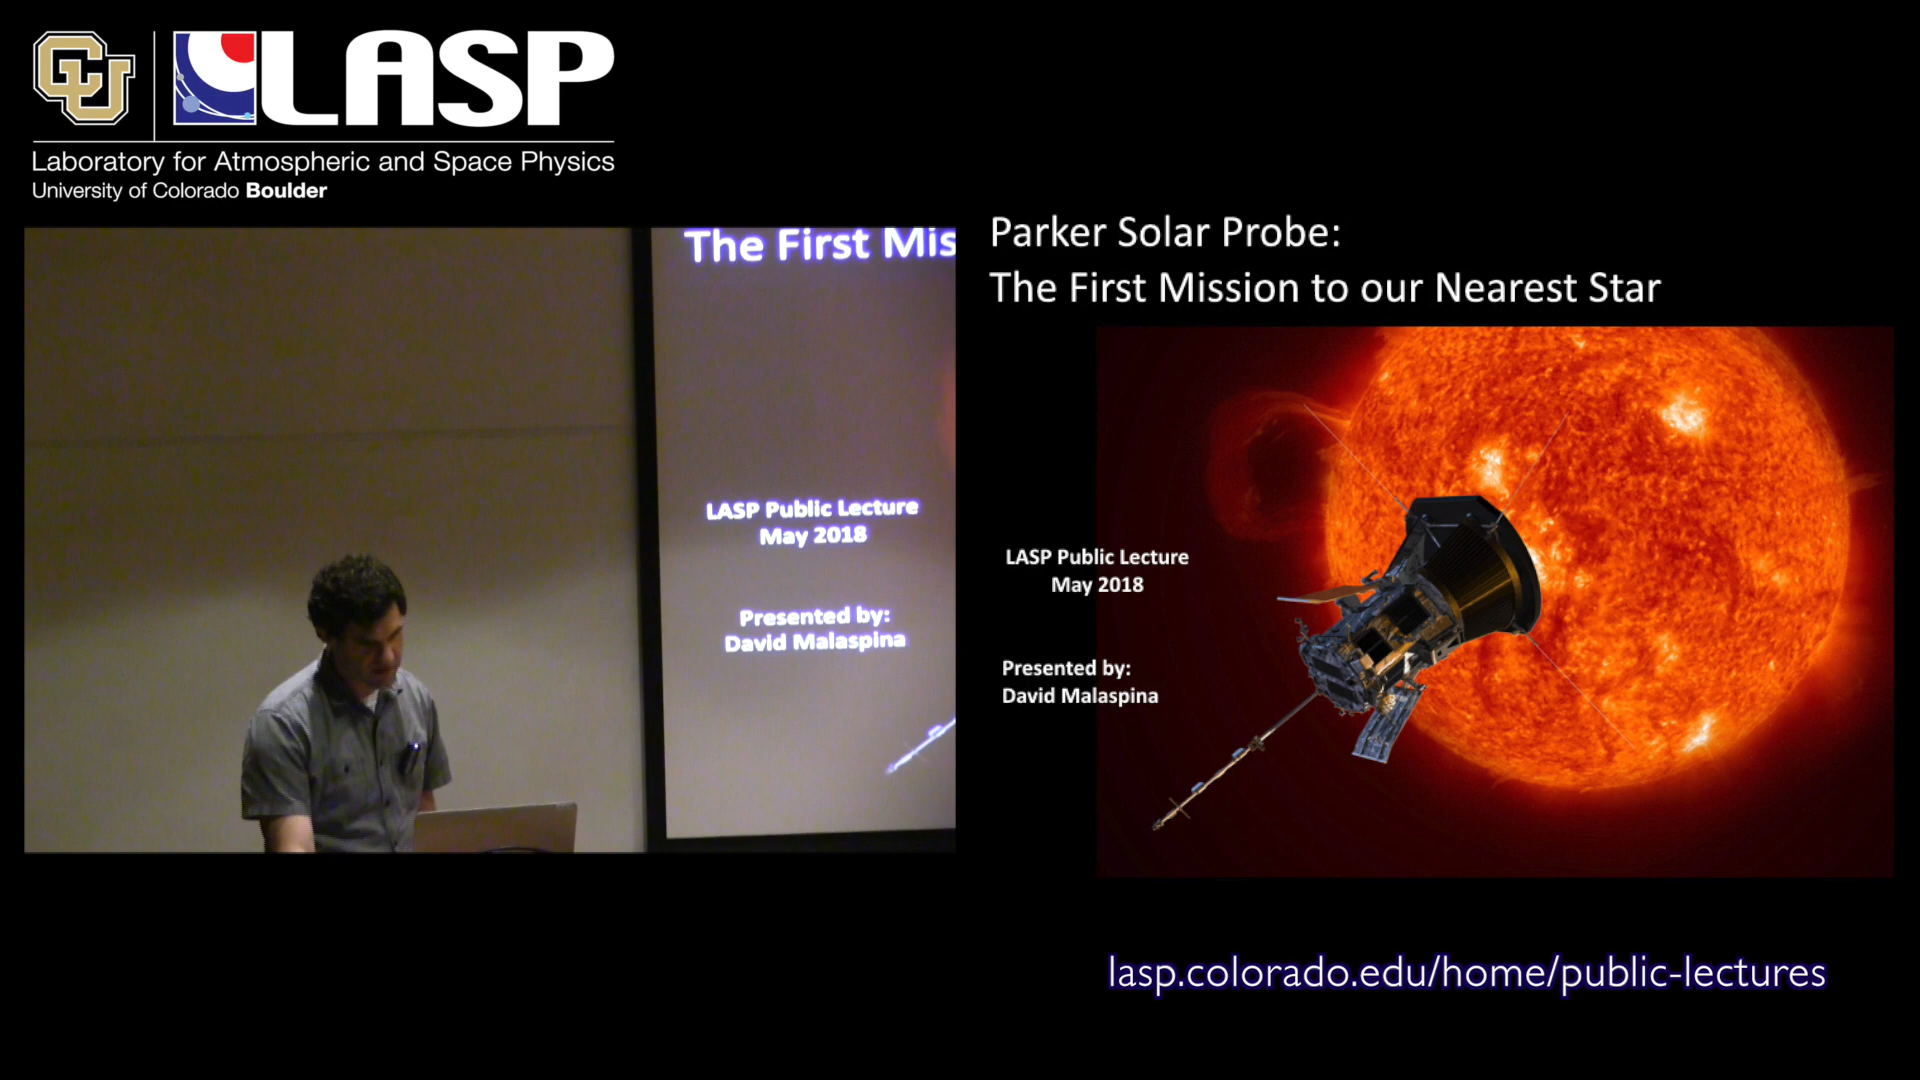 CU
LASP
Laboratory for Atmospheric and Space Physics
University of Colorado Boulder
The First Mis
LASP Public Lecture
May 2018
Presented by:
David Malaspina
Parker Solar Probe:
The First Mission to our Nearest Star
LASP Public Lecture
May 2018
Presented by:
David Malaspina
lasp.colorado.edu/home/public-lectures